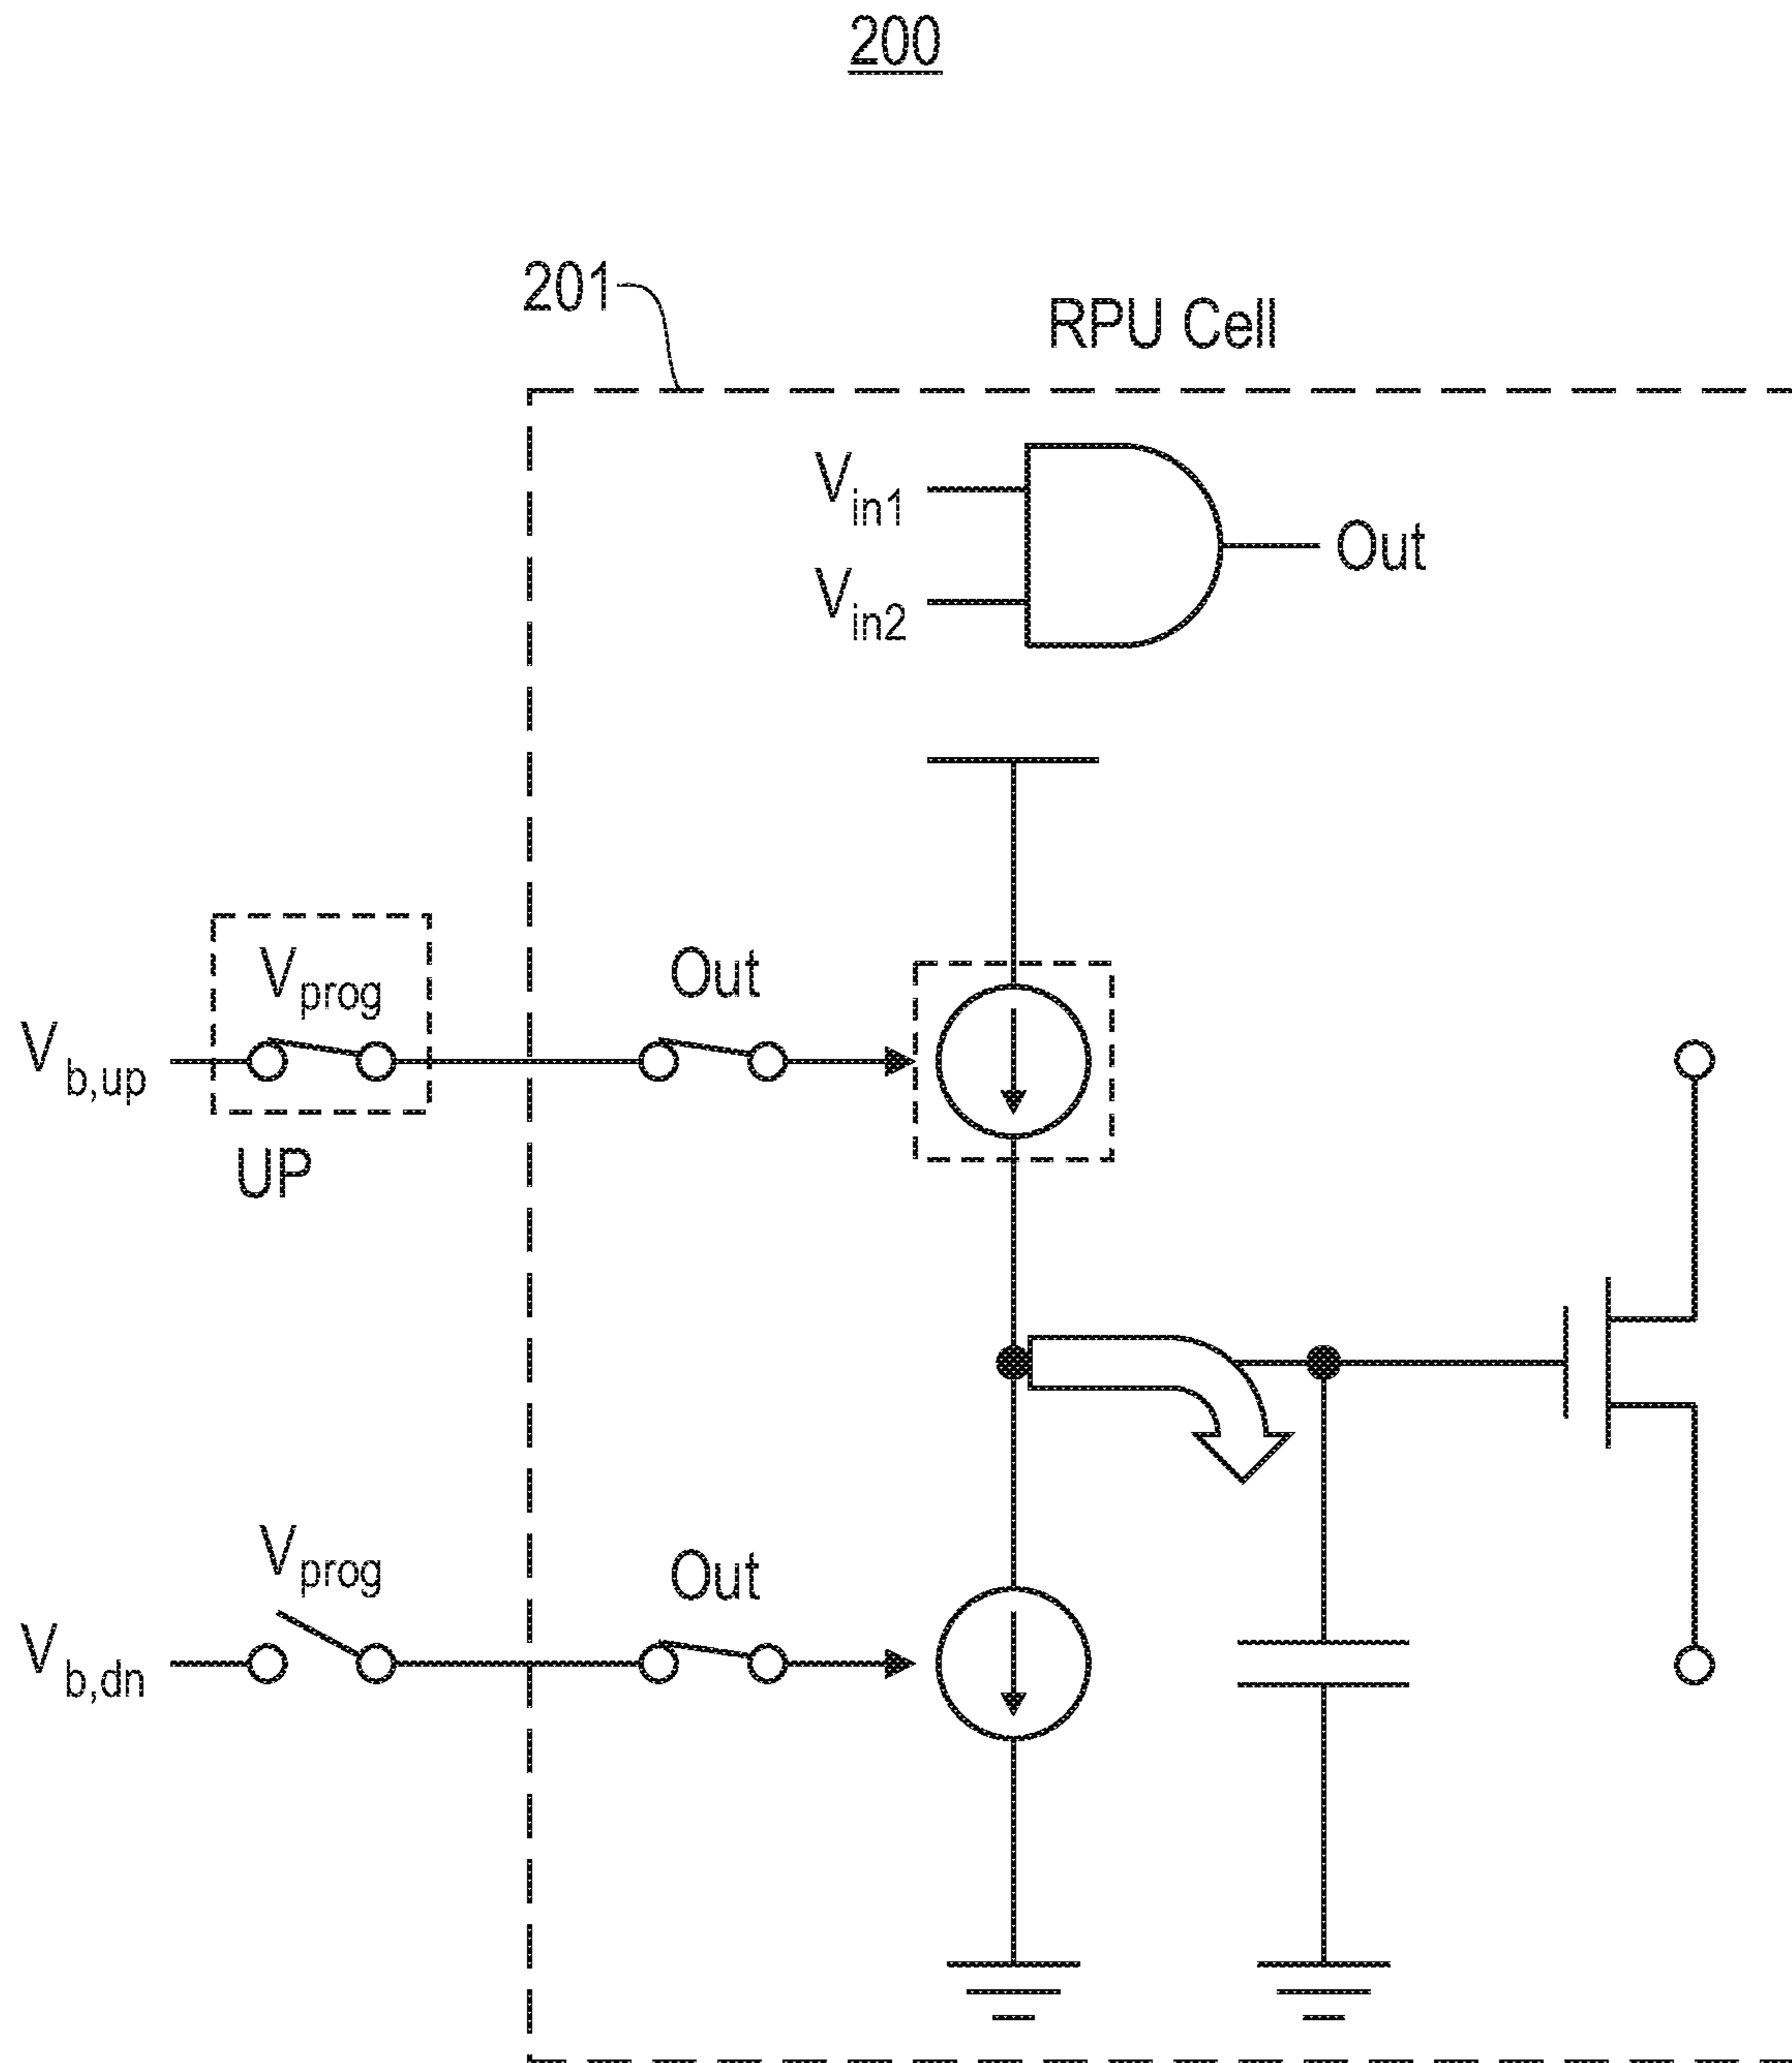 200
201
RPU Cell
Vin1
Vin2
Out
Vprog
Out
Vb,up
UP
Vprog
Out
Vb,dn